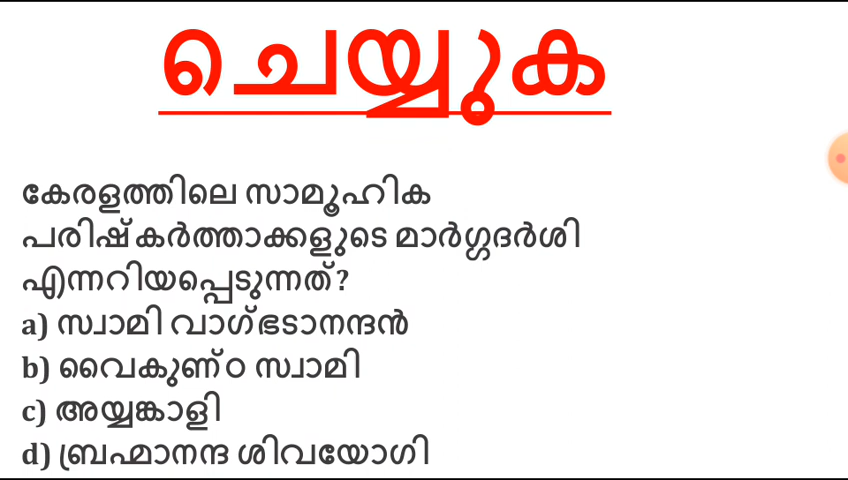 ചെയ്യുക
കേരളത്തിലെ സാമൂഹിക
പരിഷ്കർത്താക്കളുടെ മാർഗ്ഗദർശി
എന്നറിയപ്പെടുന്നത്?
a) സ്വാമി വാഗ്ഭടാനന്ദൻ
b) വൈകുണ്ഠ സ്വാമി
c) അയ്യങ്കാളി
d) ബ്രഹ്മാനന്ദ ശിവയോഗി